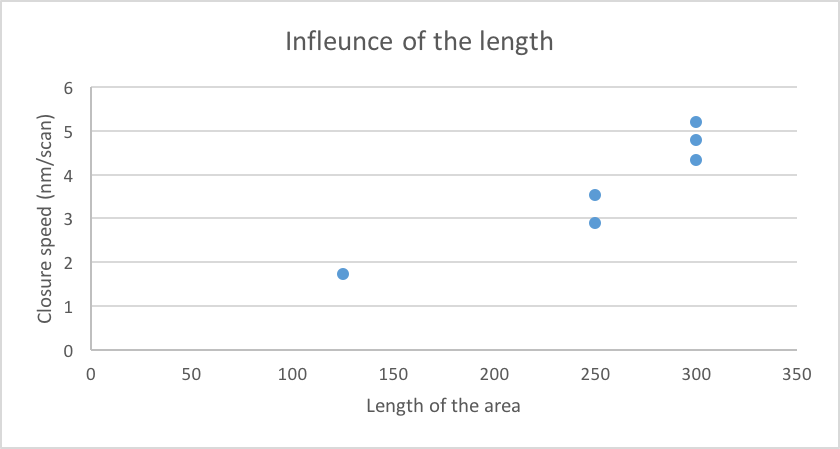 Infleunce of the length
6
5
4
3
2
1
0
Closure speed (nm/scan)
0 50 100 150 200 250 300 350
Length of the area